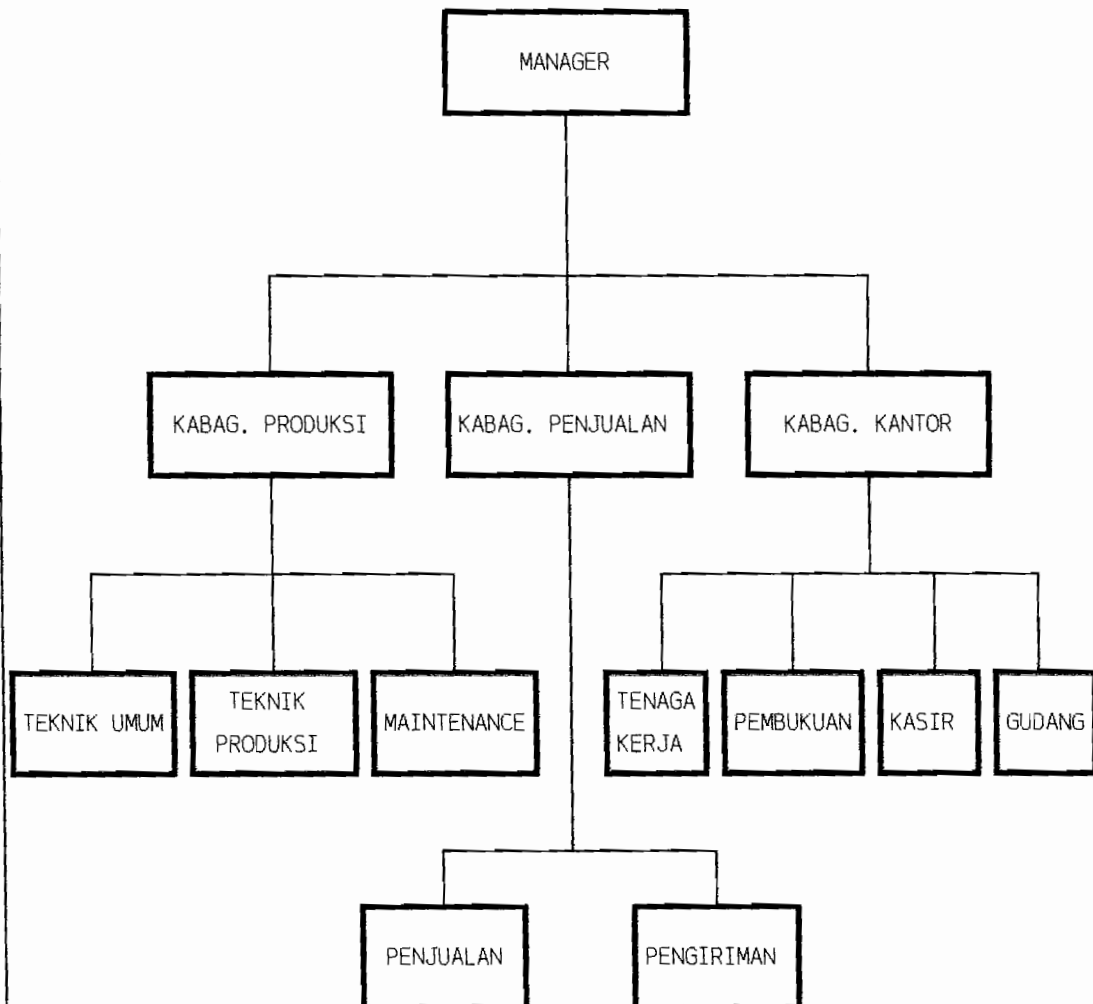 MANAGER
KABAG. PRODUKSI
KABAG. PENJUALAN
KABAG. KANTOR
TEKNIK UMUM
TEKNIK
PRODUKSI
MAINTENANCE
TENAGA
KERJA
PEMBUKUAN
KASIR
GUDANG
PENJUALAN
PENGIRIMAN